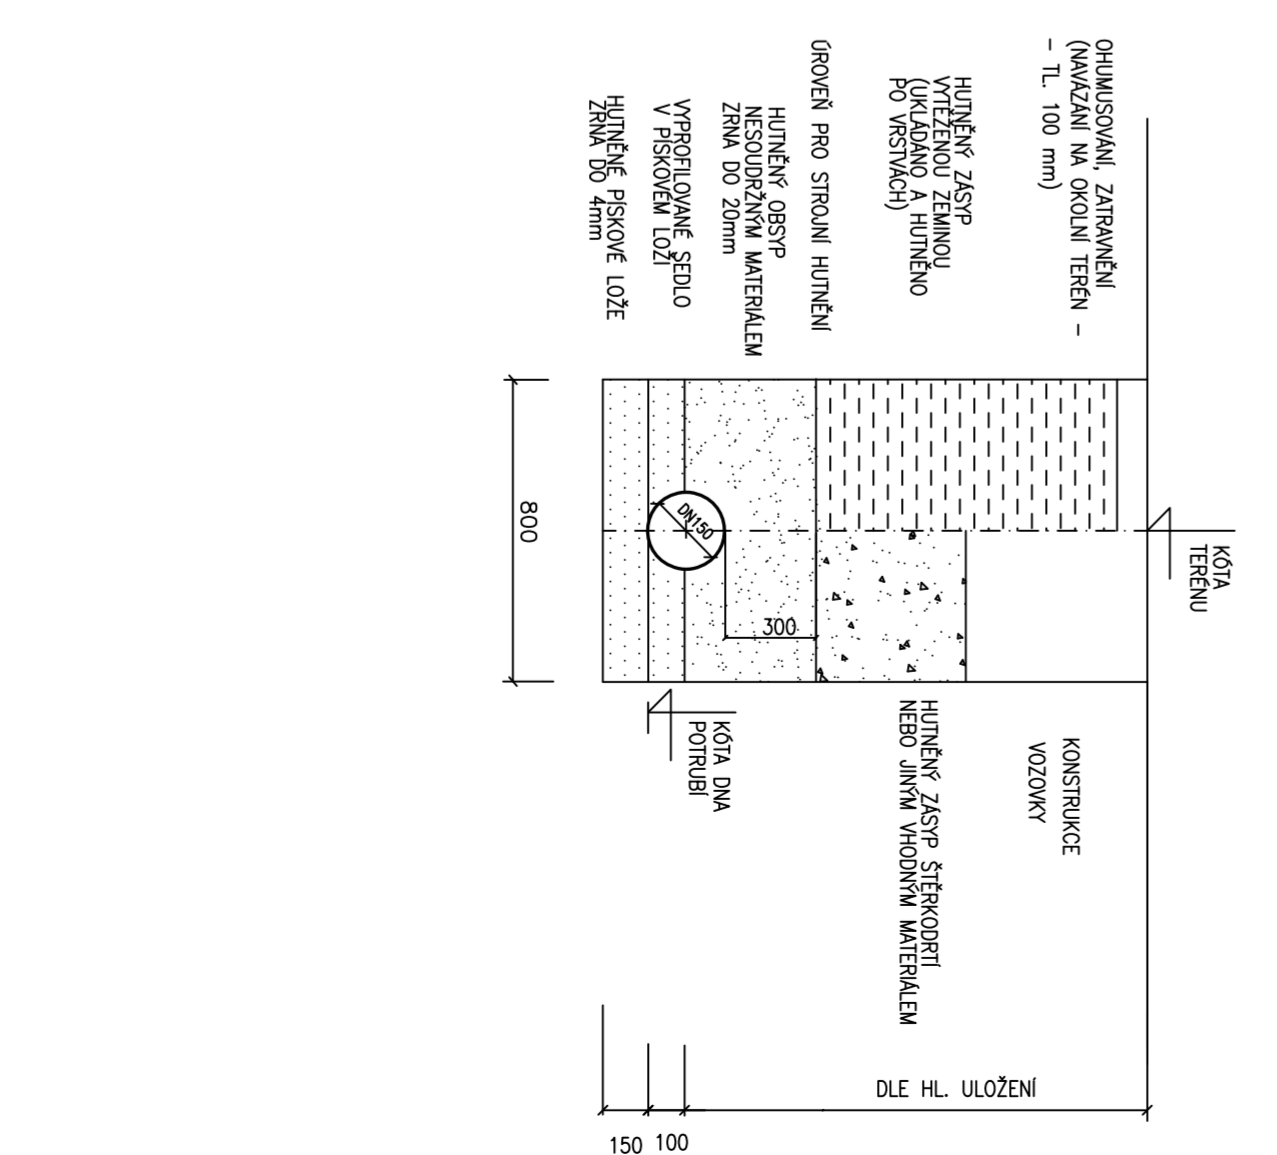 OHUMUSOVÁNÍ, ZATRAVNĚNÍ
(NAVÁZÁNÍ NA OKOLNÍ TERÉN –
– TL. 100 mm)
HUTNĚNÝ ZÁSYP
VYTĚŽENOU ZEMINOU
(UKLÁDÁNO A HUTNĚNO
PO VRSTVÁCH)
ÚROVEŇ PRO STROJNÍ HUTNĚNÍ
HUTNĚNÝ OBSYP
NESOUDRŽNÝM MATERIÁLEM
ZRNA DO 20mm
VYPROFILOVANÉ SEDLO
V PÍSKOVÉM LOŽI
HUTNĚNÉ PÍSKOVÉ LOŽE
ZRNA DO 4mm
KÓTA
TERÉNU
DN150
300
800
KÓTA DNA
POTRUBÍ
KONSTRUKCE
VOZOVKY
HUTNĚNÝ ZÁSYP ŠTĚRKODRTÍ
NEBO JINÝM VHODNÝM MATERIÁLEM
DLE HL. ULOŽENÍ
100
150